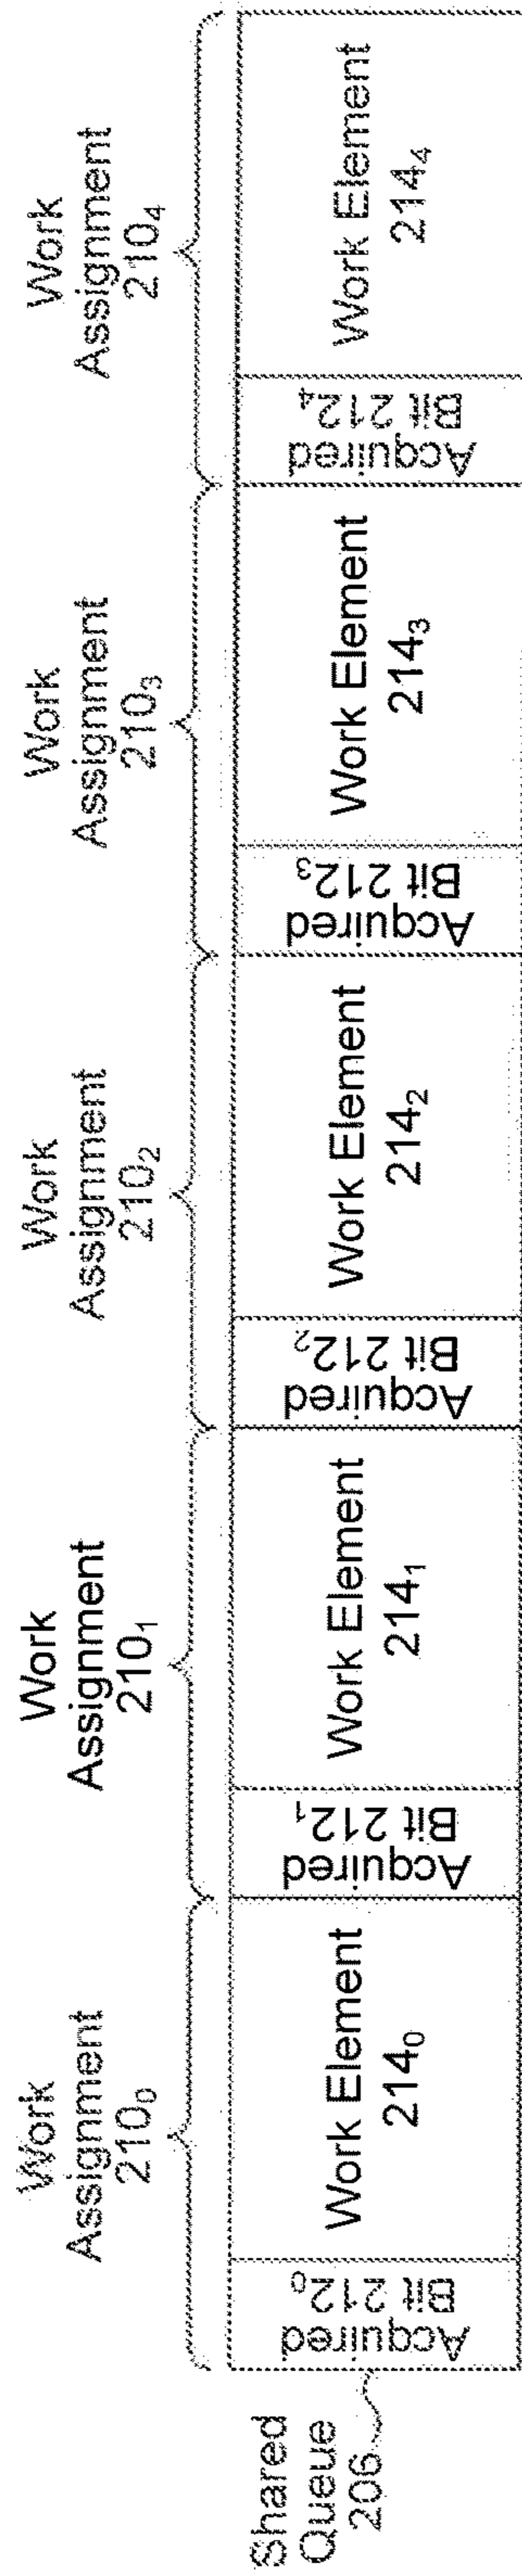 Work
Assignment
210₀
Work
Assignment
210₁
Work
Assignment
210₂
Work
Assignment
210₃
Work
Assignment
210₄
Shared
Queue
206
Acquired
Bit 212₀
Work Element
214₀
Acquired
Bit 212₁
Work Element
214₁
Acquired
Bit 212₂
Work Element
214₂
Acquired
Bit 212₃
Work Element
214₃
Acquired
Bit 212₄
Work Element
214₄